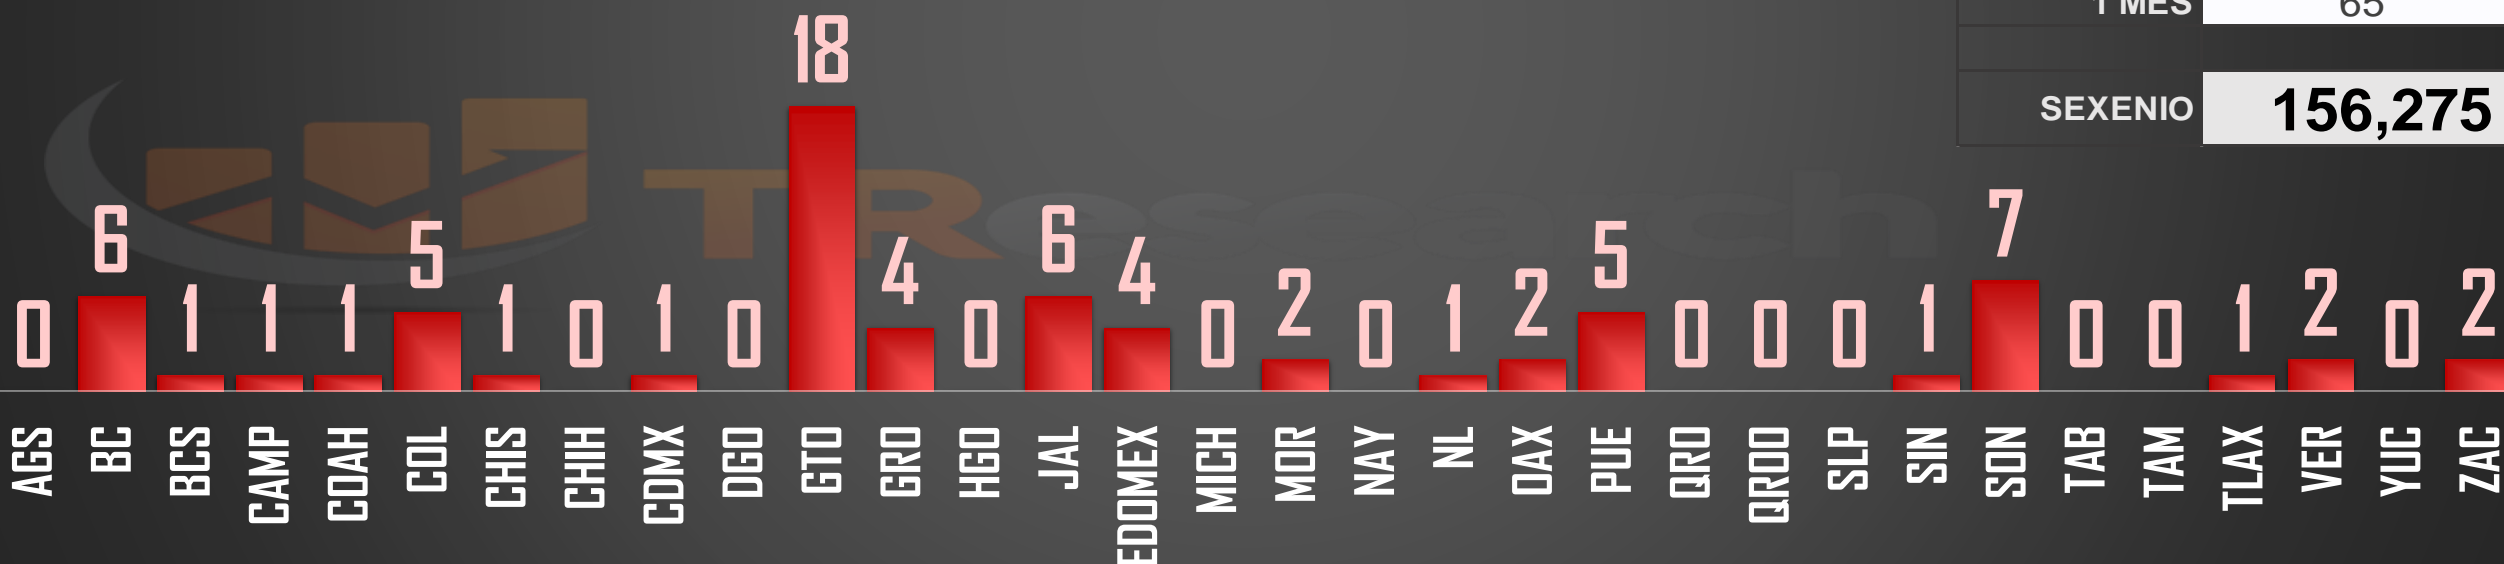 1 MES 65
SEXENIO 156,275
TResearch
0 6 1 1 1 5 1 0 1 0 18 4 0 6 4 0 2 0 1 2 5 0 0 0 1 7 0 0 1 2 0 2
AGS BC BCS CAMP COAH COL CHIS CHIH CDMX DGO GTO GRO HGO JAL EDOMEX MICH MOR NAY NL OAX PUE QRO QROO SLP SIN SON TAB TAM TLAX VER YUC ZAC